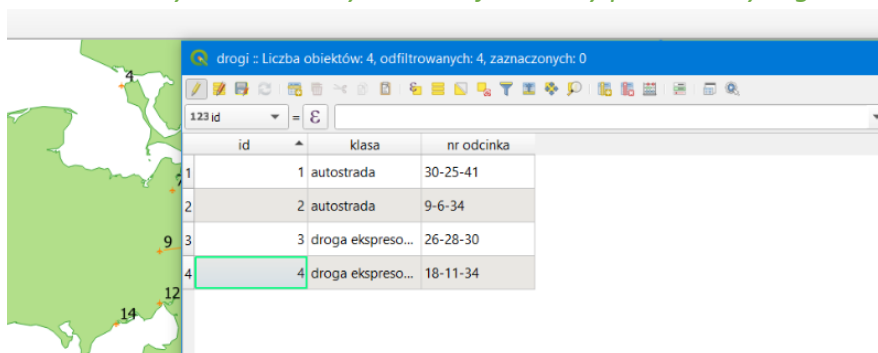 drogi :: Liczba obiektów: 4, odfiltrowanych: 4, zaznaczonych: 0
123 id = ε
id klasa nr odcinka
1 1 autostrada 30-25-41
2 2 autostrada 9-6-34
3 3 droga ekspreso... 26-28-30
4 4 droga ekspreso... 18-11-34
4
7
9
12
14